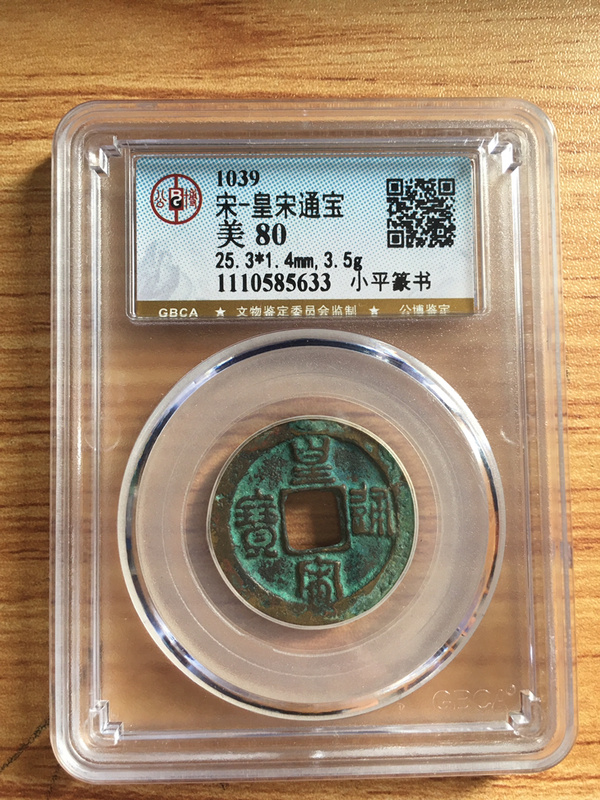 1039
宋-皇宋通宝
美 80
25.3*1.4mm,3.5g
1110585633 小平篆书
公博
GBCA ★ 文物鉴定委员会监制 ★ 公博鉴定
皇宋通寶
GBCA